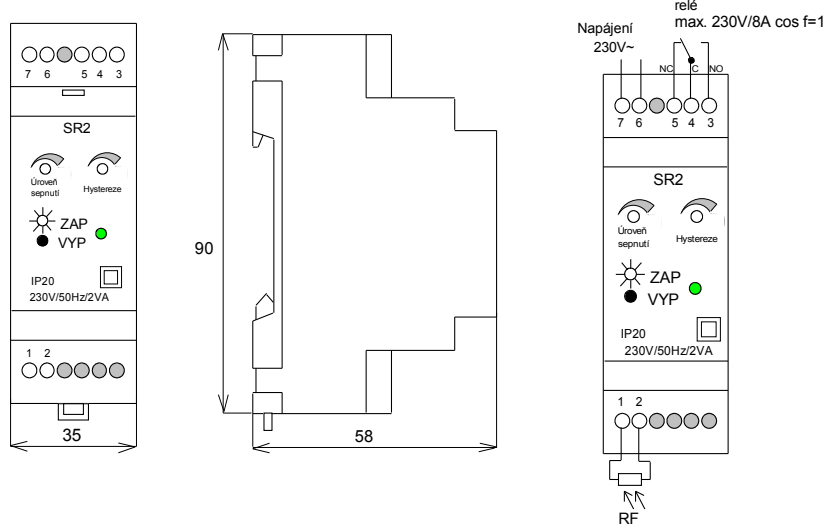 7 6 5 4 3
SR2
Úroveň
sepnutí
Hystereze
ZAP
VYP
IP20
230V/50Hz/2VA
1 2
35
90
58
relé
max. 230V/8A cos f=1
Napájení
230V~
NC C NO
7 6 5 4 3
SR2
Úroveň
sepnutí
Hystereze
ZAP
VYP
IP20
230V/50Hz/2VA
1 2
RF